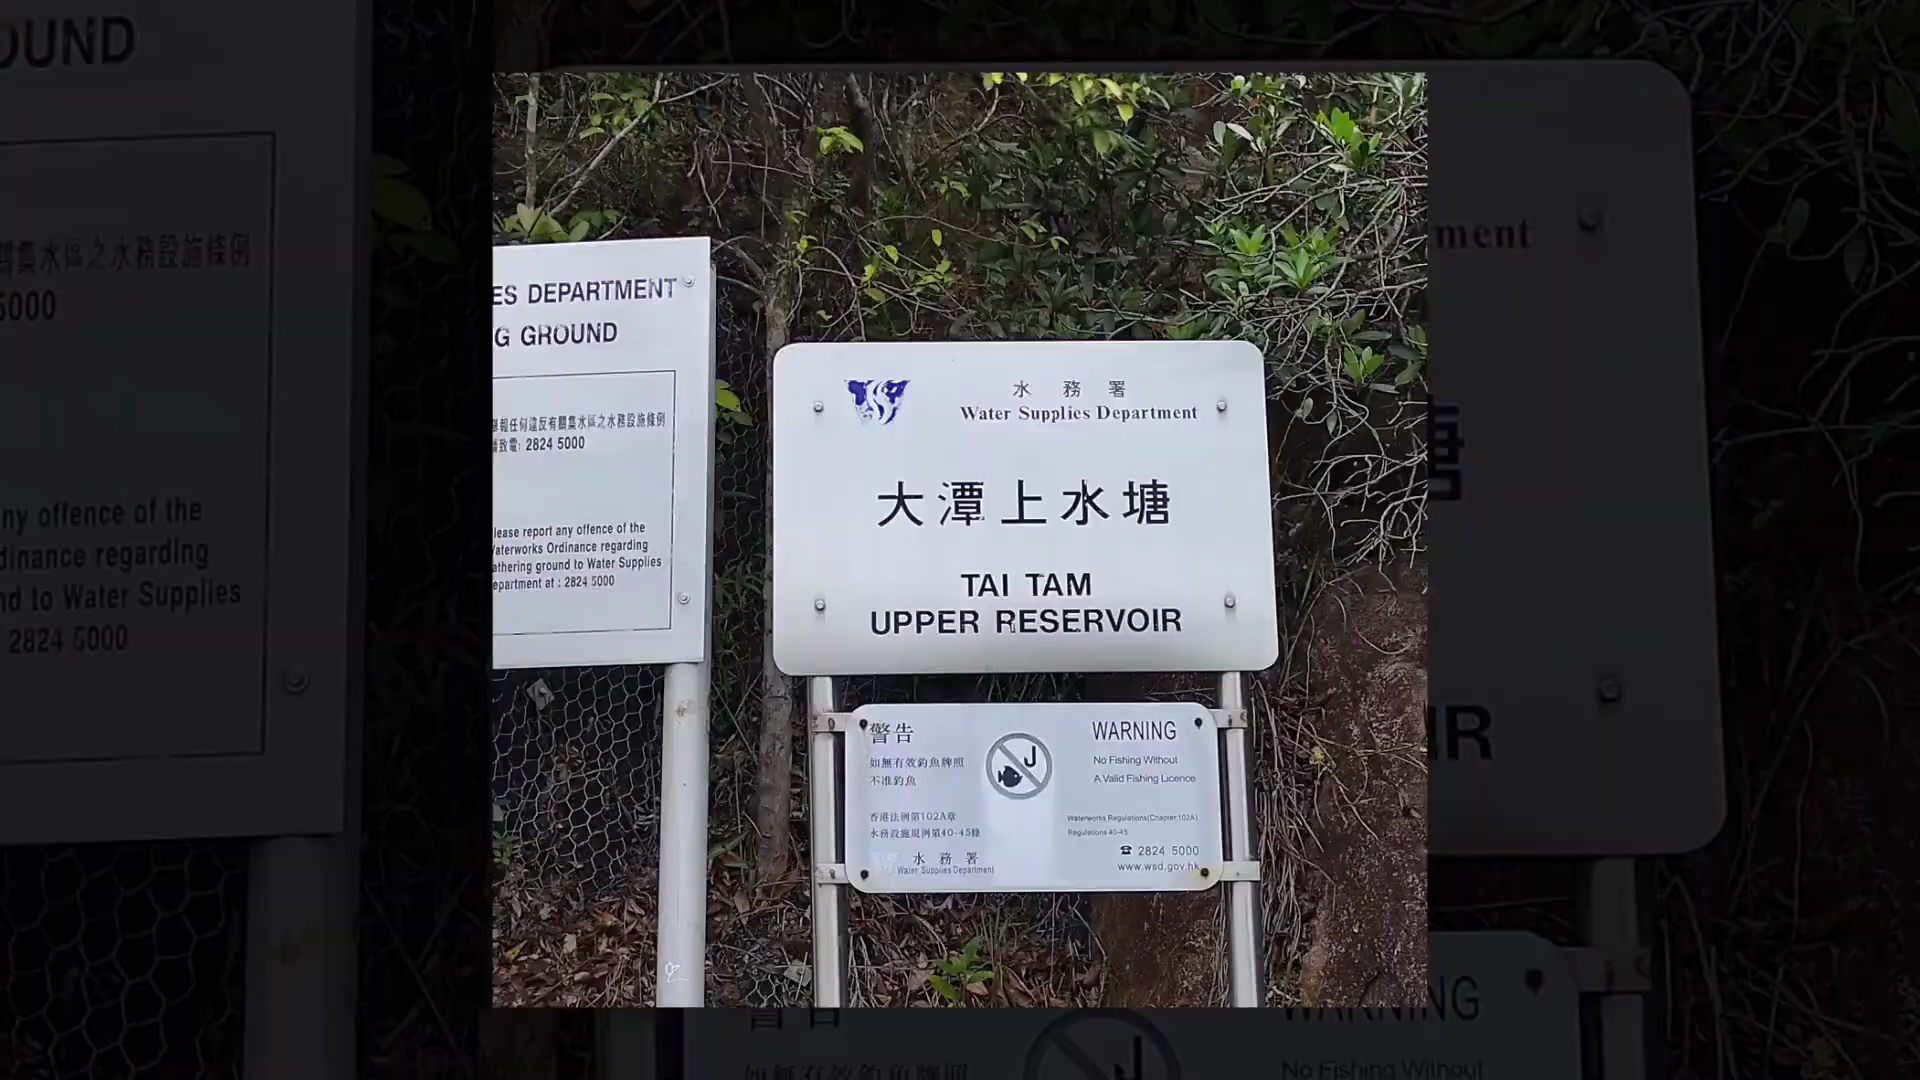 ES DEPARTMENT
G GROUND
報任何違反有關集水區之水務設施條例
致電: 2824 5000
lease report any offence of the
aterworks Ordinance regarding
athering ground to Water Supplies
epartment at : 2824 5000
水務署
Water Supplies Department
大潭上水塘
TAI TAM
UPPER RESERVOIR
警告
如無有效釣魚牌照
不准釣魚
香港法例第102A章
水務設施規例第40-45條
水務署
Water Supplies Department
WARNING
No Fishing Without
A Valid Fishing Licence
Waterworks Regulations(Chapter 102A)
Regulations 40-45
☎ 2824 5000
www.wsd.gov.hk